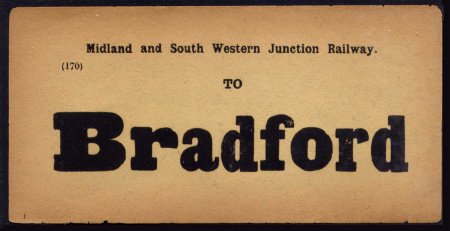 Midland and South Western Junction Railway.
(170)
TO
Bradford